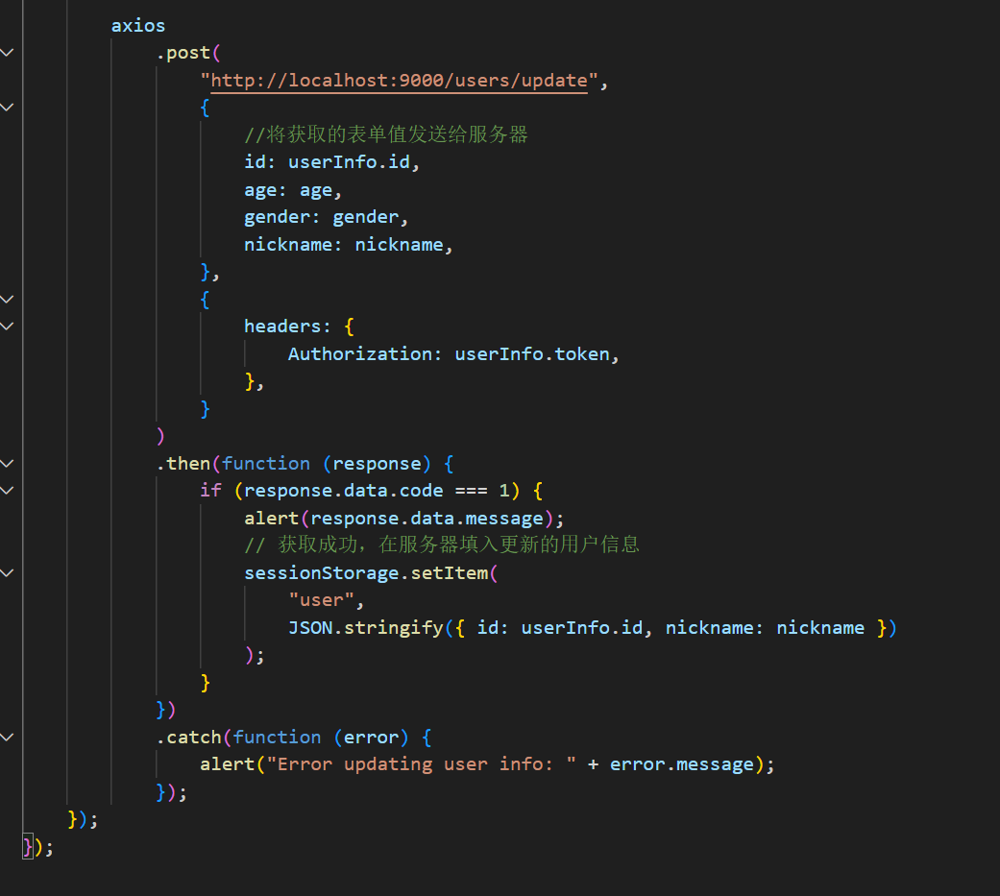 axios
.post(
"http://localhost:9000/users/update",
{
//将获取的表单值发送给服务器
id: userInfo.id,
age: age,
gender: gender,
nickname: nickname,
},
{
headers: {
Authorization: userInfo.token,
},
}
)
.then(function (response) {
if (response.data.code === 1) {
alert(response.data.message);
// 获取成功，在服务器填入更新的用户信息
sessionStorage.setItem(
"user",
JSON.stringify({ id: userInfo.id, nickname: nickname })
);
}
})
.catch(function (error) {
alert("Error updating user info: " + error.message);
});
});
});